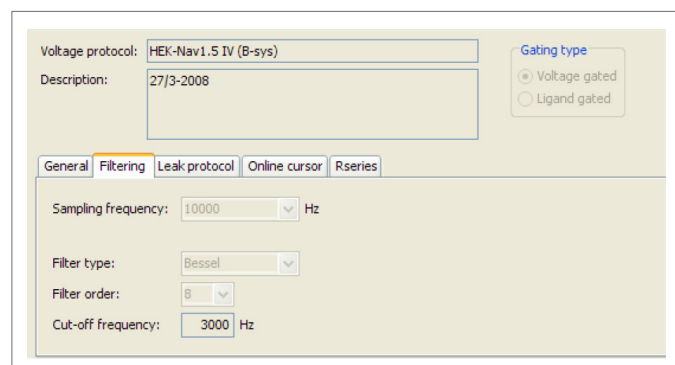 Voltage protocol: HEK-Nav1.5 IV (B-sys)
Gating type
Description: 27/3-2008
Voltage gated
Ligand gated
General Filtering Leak protocol Online cursor Rseries
Sampling frequency: 10000 Hz
Filter type: Bessel
Filter order: 8
Cut-off frequency: 3000 Hz